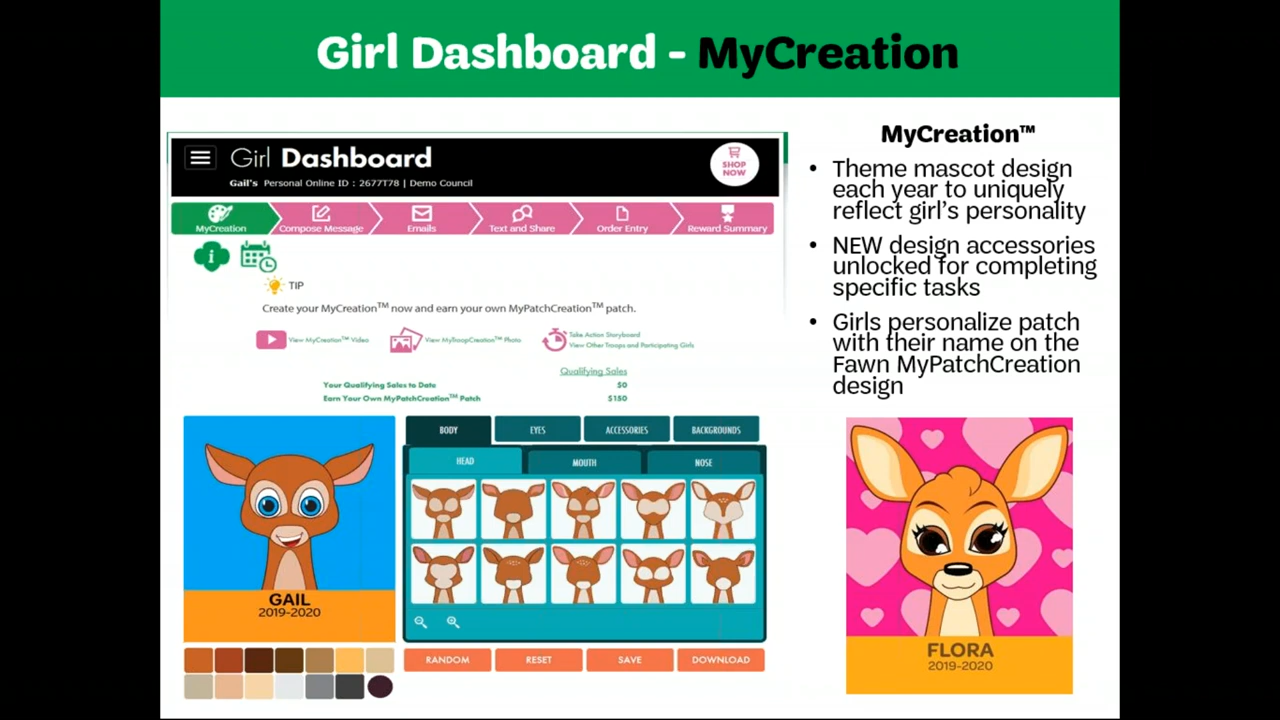 Girl Dashboard - MyCreation
Girl Dashboard
Gail's Personal Online ID : 2677T78 | Demo Council
SHOP
NOW
MyCreation
Compose Message
Emails
Text and Share
Order Entry
Reward Summary
TIP
Create your MyCreation™ now and earn your own MyPatchCreation™ patch.
View MyCreation™ Video
View MyTroopCreation™ Photo
Take Action Storyboard
View Other Troops and Participating Girls
Qualifying Sales
Your Qualifying Sales to Date $0
Earn Your Own MyPatchCreation™ Patch $150
BODY
EYES
ACCESSORIES
BACKGROUNDS
HEAD
MOUTH
NOSE
GAIL
2019-2020
RANDOM
RESET
SAVE
DOWNLOAD
MyCreation™
• Theme mascot design
each year to uniquely
reflect girl's personality
• NEW design accessories
unlocked for completing
specific tasks
• Girls personalize patch
with their name on the
Fawn MyPatchCreation
design
FLORA
2019-2020